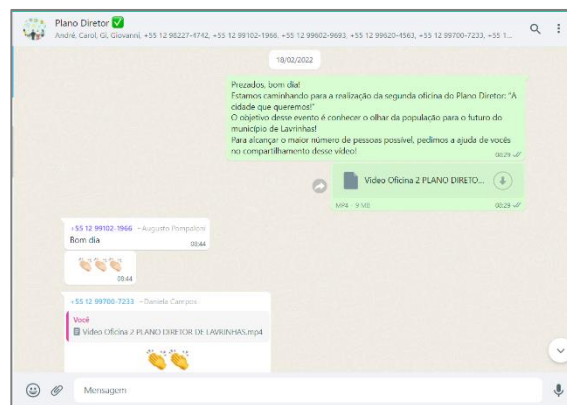 Plano Diretor ✅
André, Carol, Gi, Giovanni, +55 12 98227-4742, +55 12 99102-1966, +55 12 99602-9693, +55 12 99620-4563, +55 12 99700-7233, +55 1...
18/02/2022
Prezados, bom dia!
Estamos caminhando para a realização da segunda oficina do Plano Diretor: "A
cidade que queremos!"
O objetivo desse evento é conhecer o olhar da população para o futuro do
município de Lavrinhas!
Para alcançar o maior número de pessoas possível, pedimos a ajuda de vocês
no compartilhamento desse vídeo!
08:29
Vídeo Oficina 2 PLANO DIRETO...
MP4 • 9 MB
08:29
+55 12 99102-1966 ~Augusto Pampaloni
Bom dia
08:44
👏🏻👏🏻👏🏻
08:44
+55 12 99700-7233 ~Daniela Campos
Você
Vídeo Oficina 2 PLANO DIRETOR DE LAVRINHAS.mp4
👏👏
Mensagem